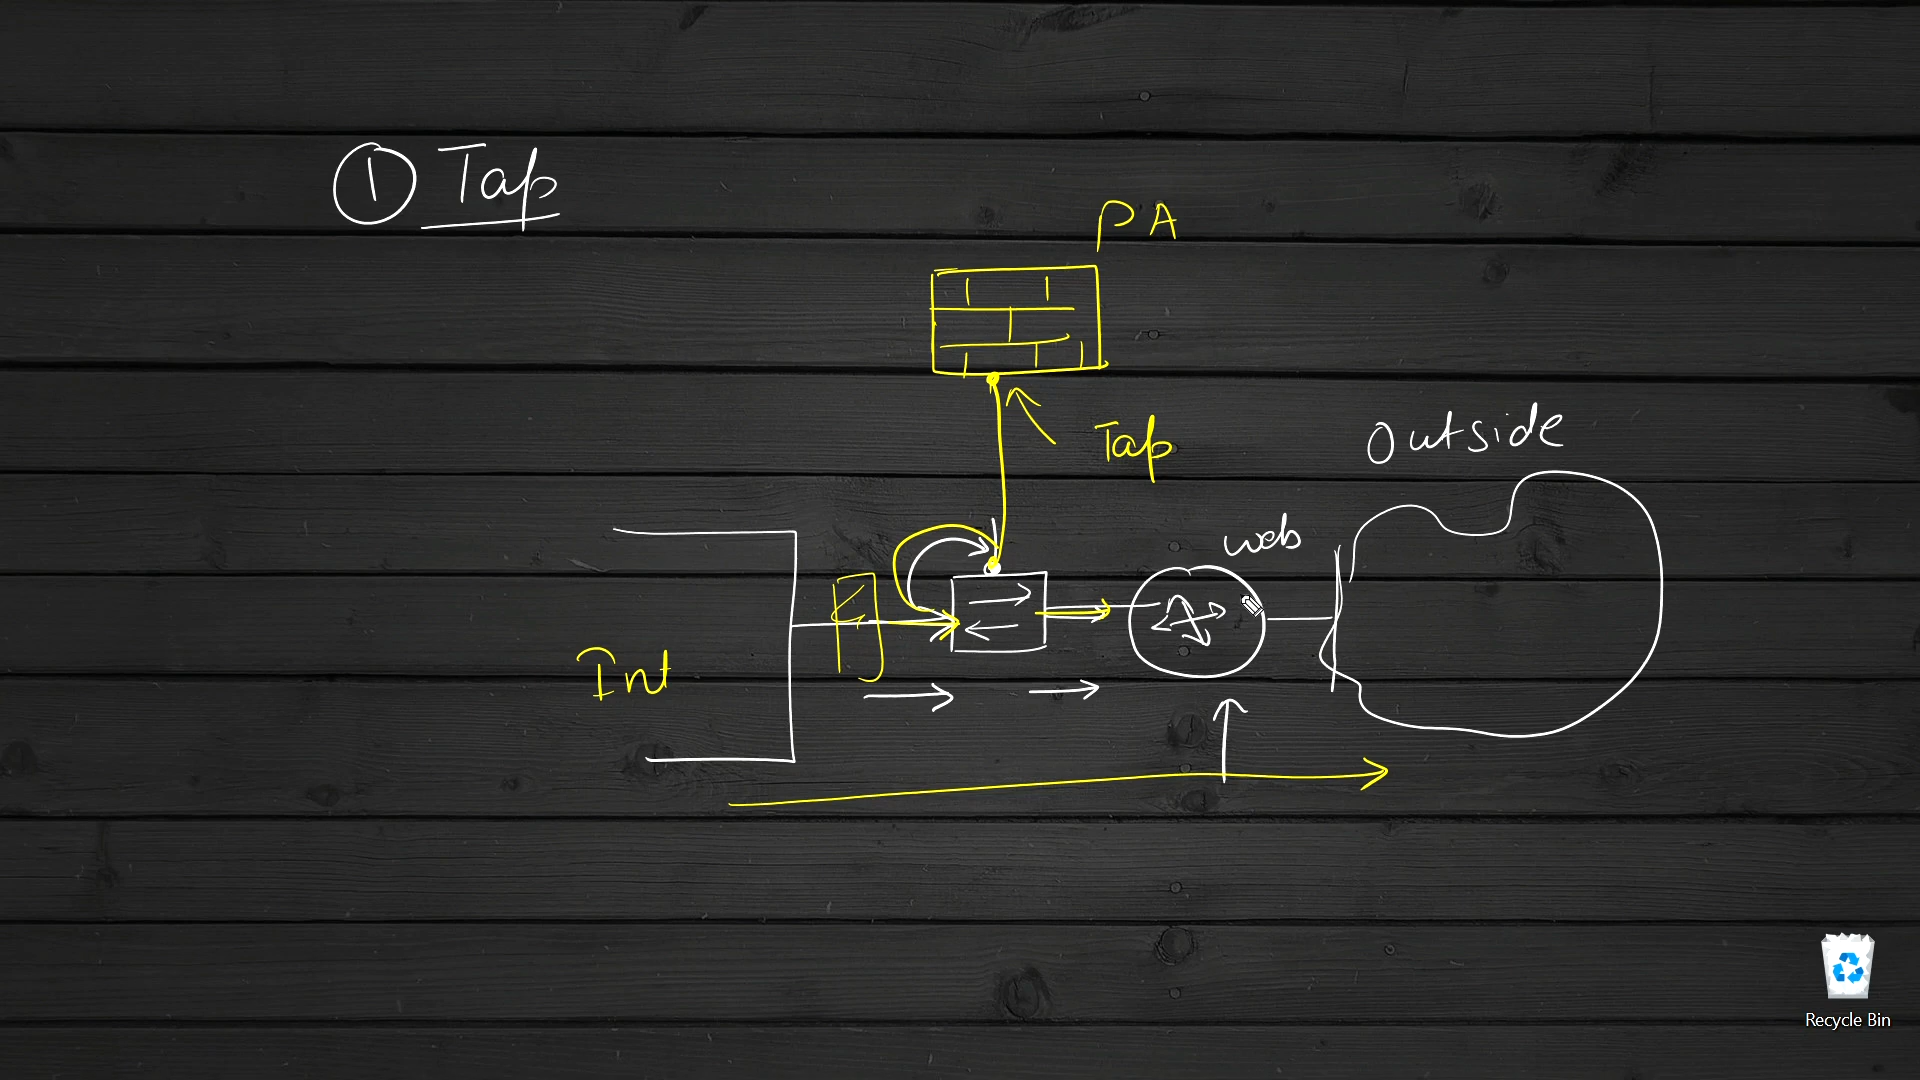 ① Tap
PA
Tap
Outside
web
Int
Recycle Bin